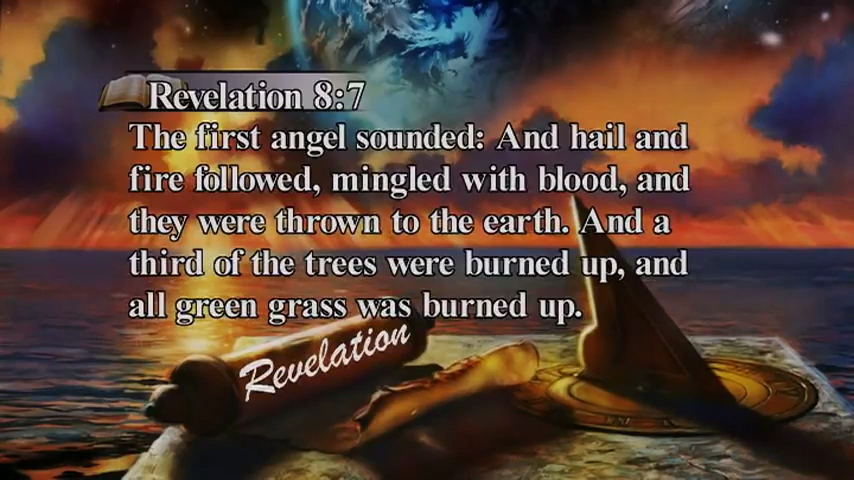 Revelation 8:7
The first angel sounded: And hail and
fire followed, mingled with blood, and
they were thrown to the earth. And a
third of the trees were burned up, and
all green grass was burned up.
Revelation